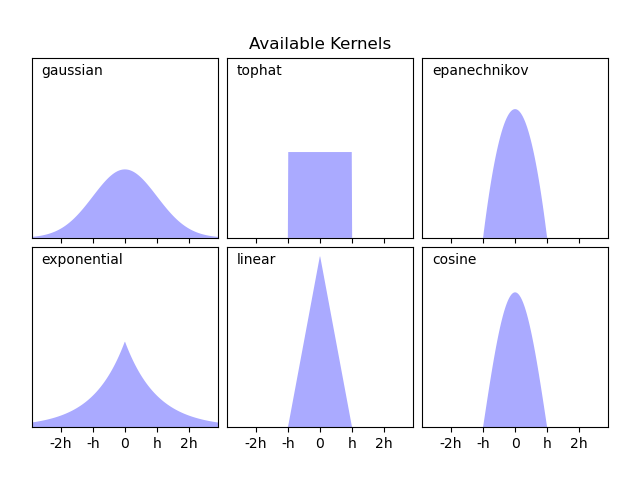 Available Kernels
gaussian
tophat
epanechnikov
exponential
linear
cosine
-2h -h 0 h 2h
-2h -h 0 h 2h
-2h -h 0 h 2h